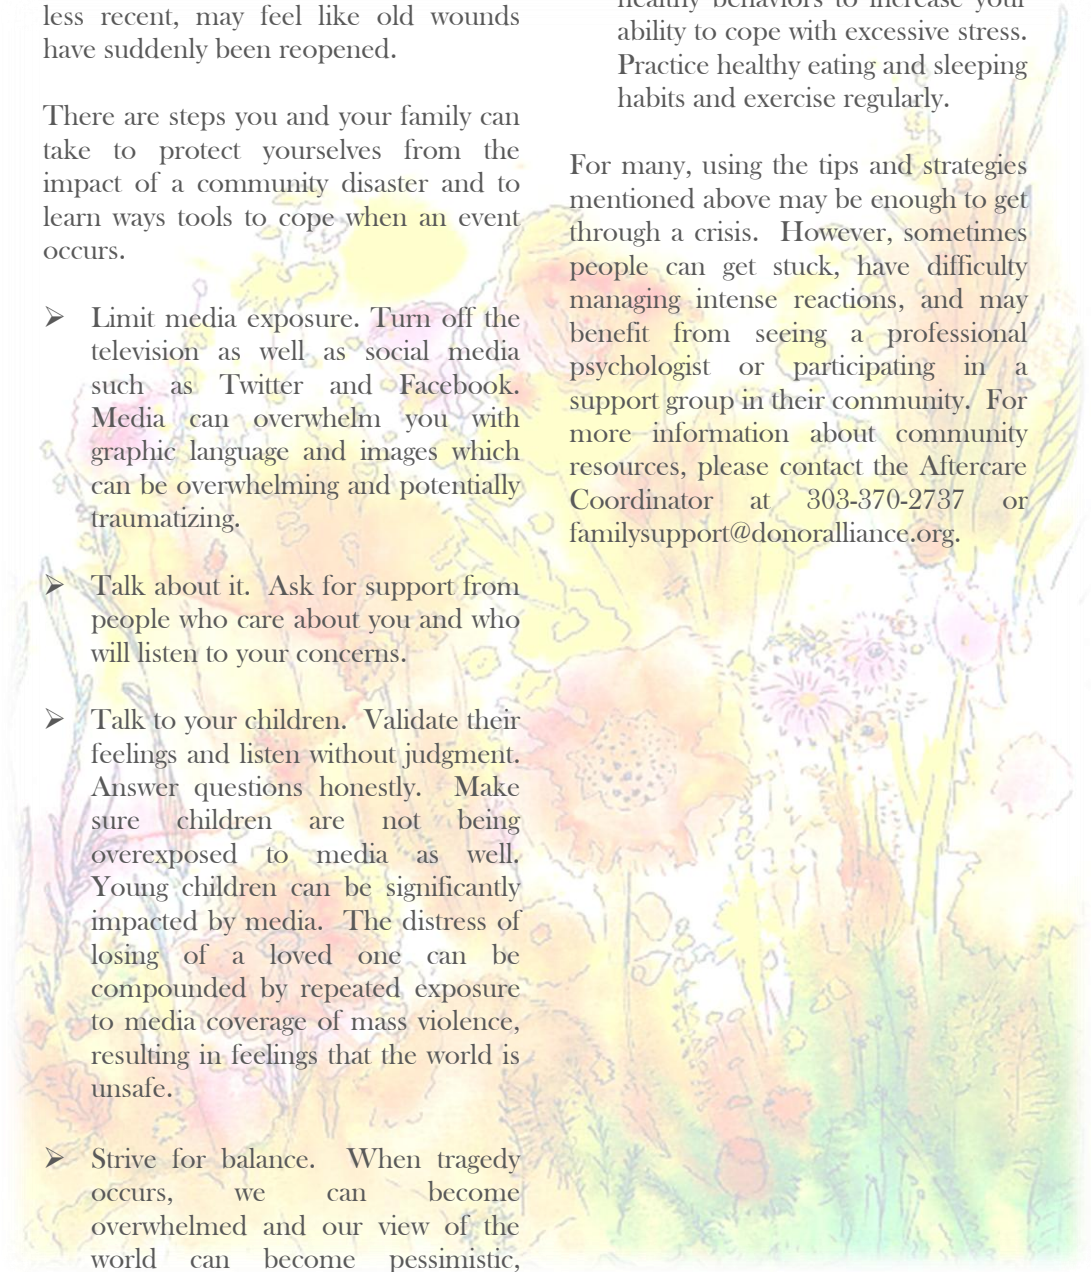 less recent, may feel like old wounds
have suddenly been reopened.
There are steps you and your family can
take to protect yourselves from the
impact of a community disaster and to
learn ways tools to cope when an event
occurs.
➢ Limit media exposure. Turn off the
television as well as social media
such as Twitter and Facebook.
Media can overwhelm you with
graphic language and images which
can be overwhelming and potentially
traumatizing.
➢ Talk about it. Ask for support from
people who care about you and who
will listen to your concerns.
➢ Talk to your children. Validate their
feelings and listen without judgment.
Answer questions honestly. Make
sure children are not being
overexposed to media as well.
Young children can be significantly
impacted by media. The distress of
losing of a loved one can be
compounded by repeated exposure
to media coverage of mass violence,
resulting in feelings that the world is
unsafe.
➢ Strive for balance. When tragedy
occurs, we can become
overwhelmed and our view of the
world can become pessimistic,
healthy behaviors to increase your
ability to cope with excessive stress.
Practice healthy eating and sleeping
habits and exercise regularly.
For many, using the tips and strategies
mentioned above may be enough to get
through a crisis. However, sometimes
people can get stuck, have difficulty
managing intense reactions, and may
benefit from seeing a professional
psychologist or participating in a
support group in their community. For
more information about community
resources, please contact the Aftercare
Coordinator at 303-370-2737 or
familysupport@donoralliance.org.